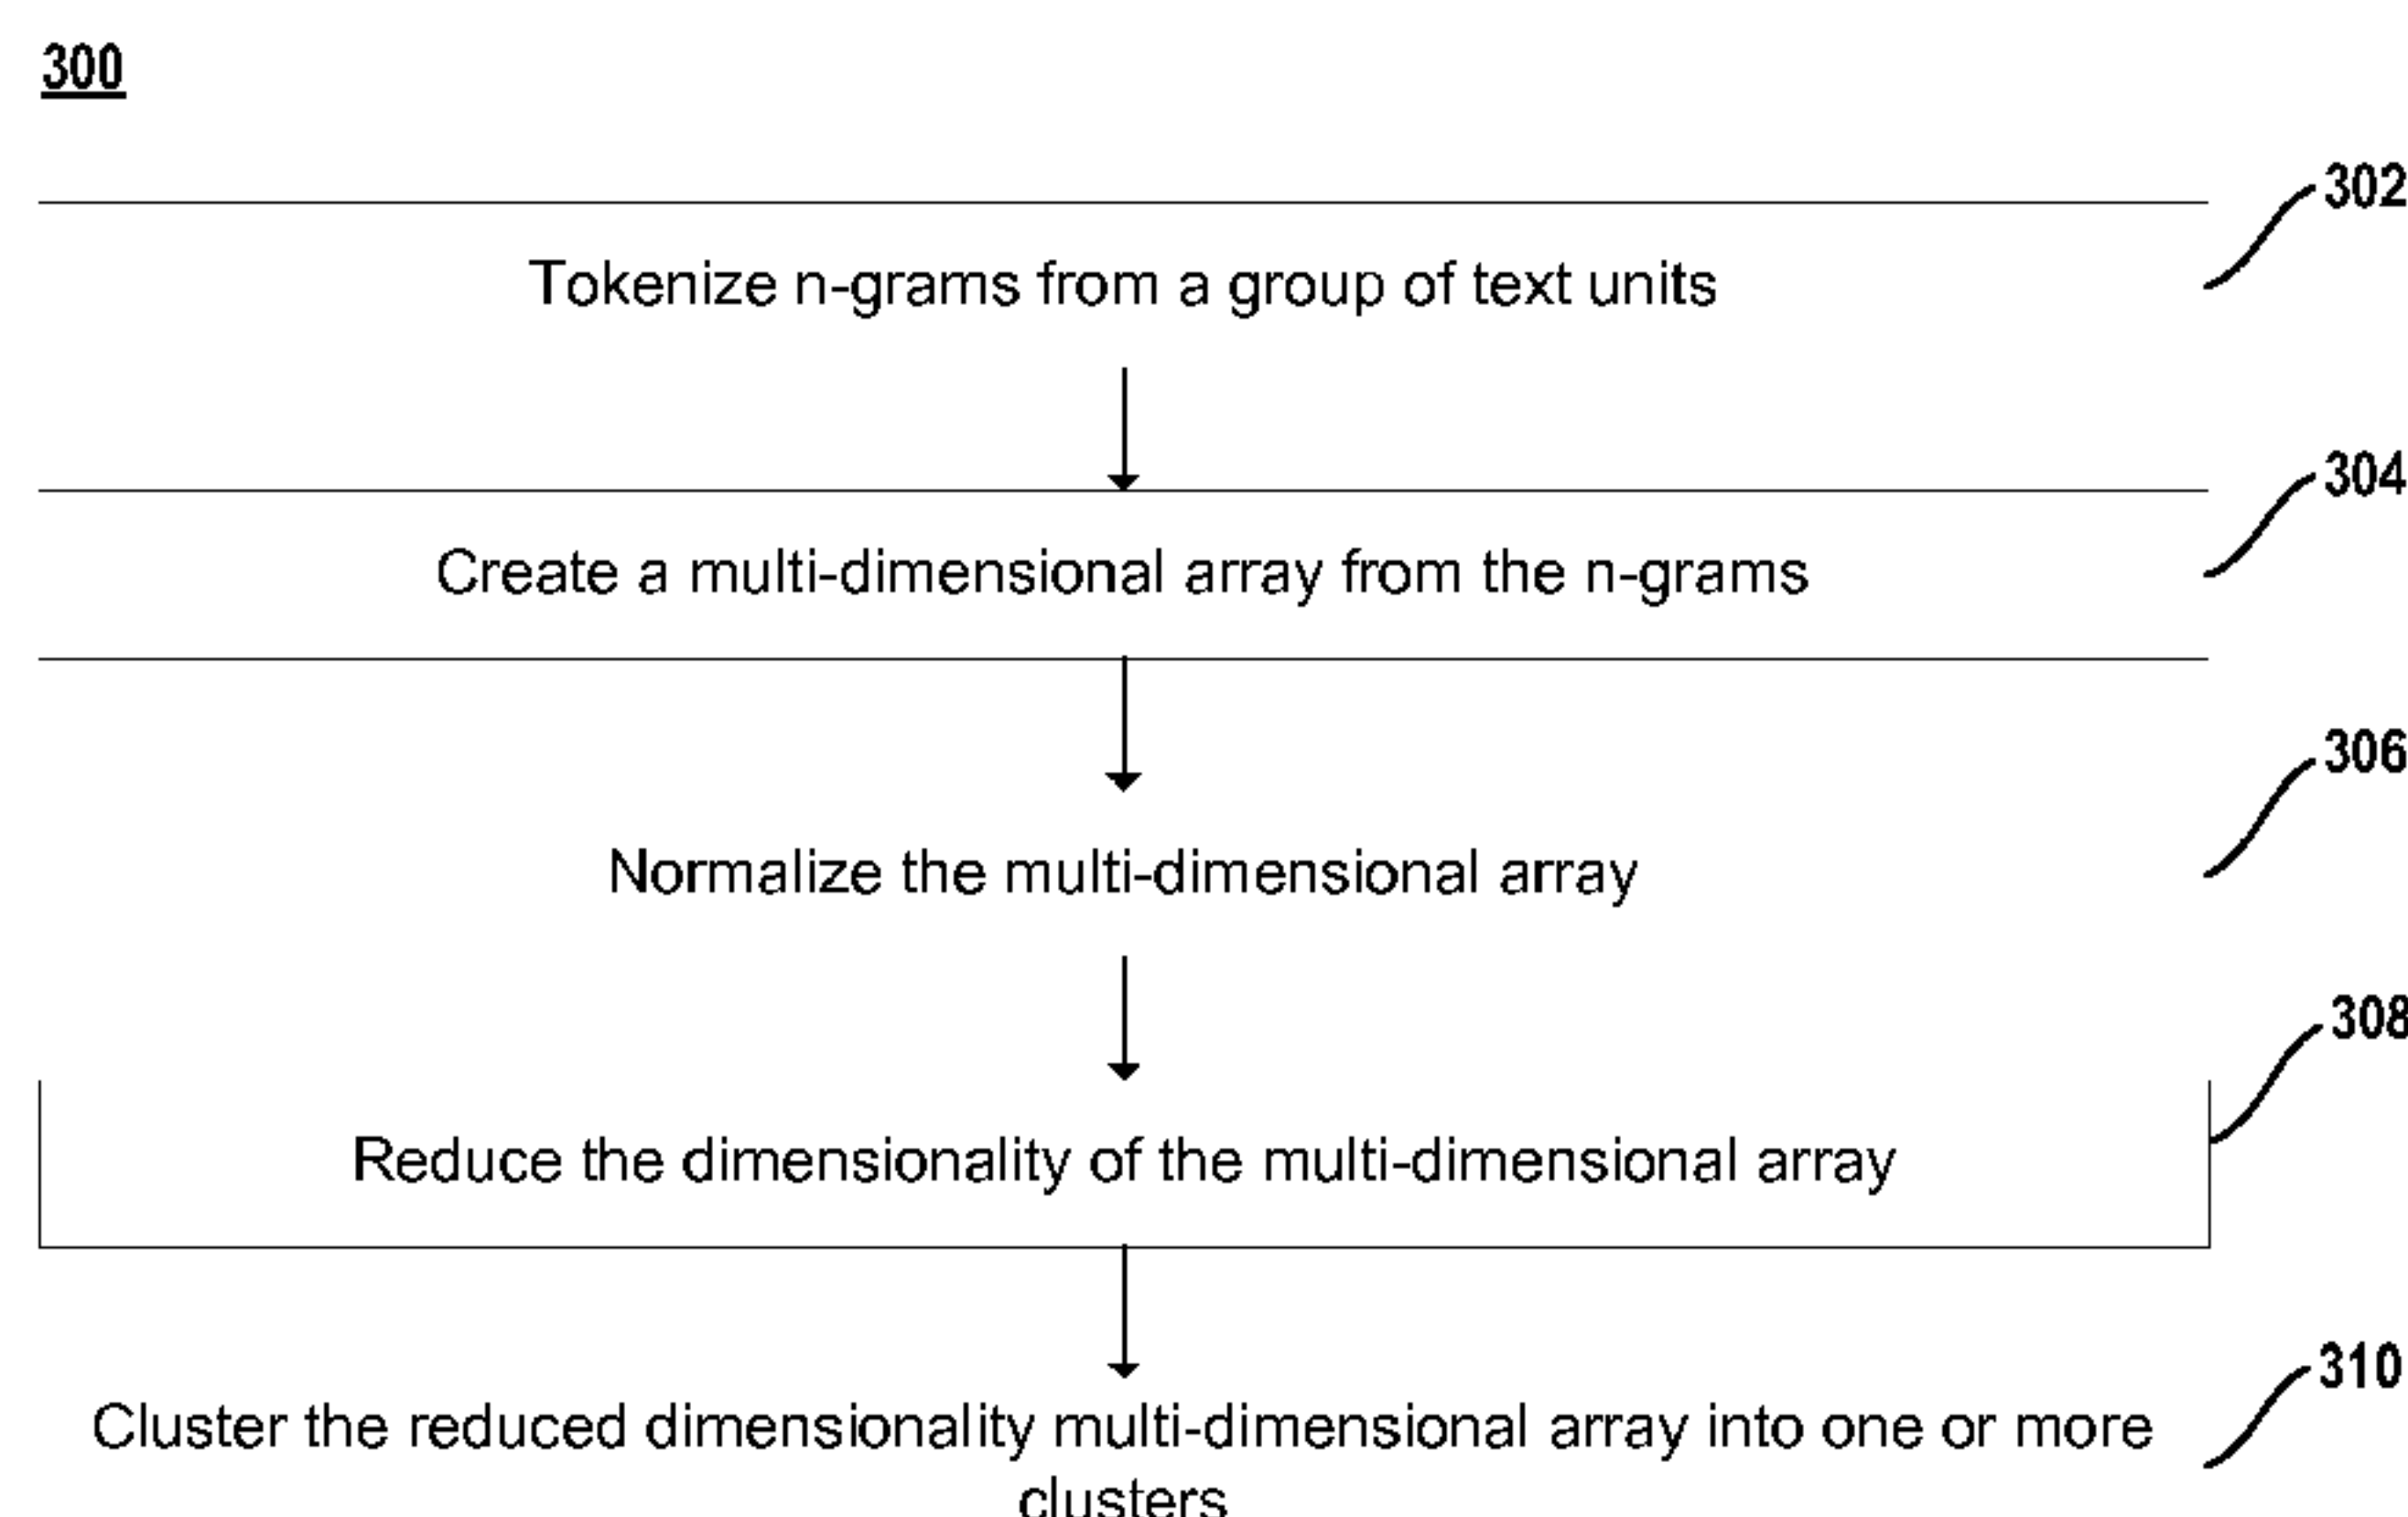 300
302
Tokenize n-grams from a group of text units
304
Create a multi-dimensional array from the n-grams
306
Normalize the multi-dimensional array
308
Reduce the dimensionality of the multi-dimensional array
310
Cluster the reduced dimensionality multi-dimensional array into one or more
clusters